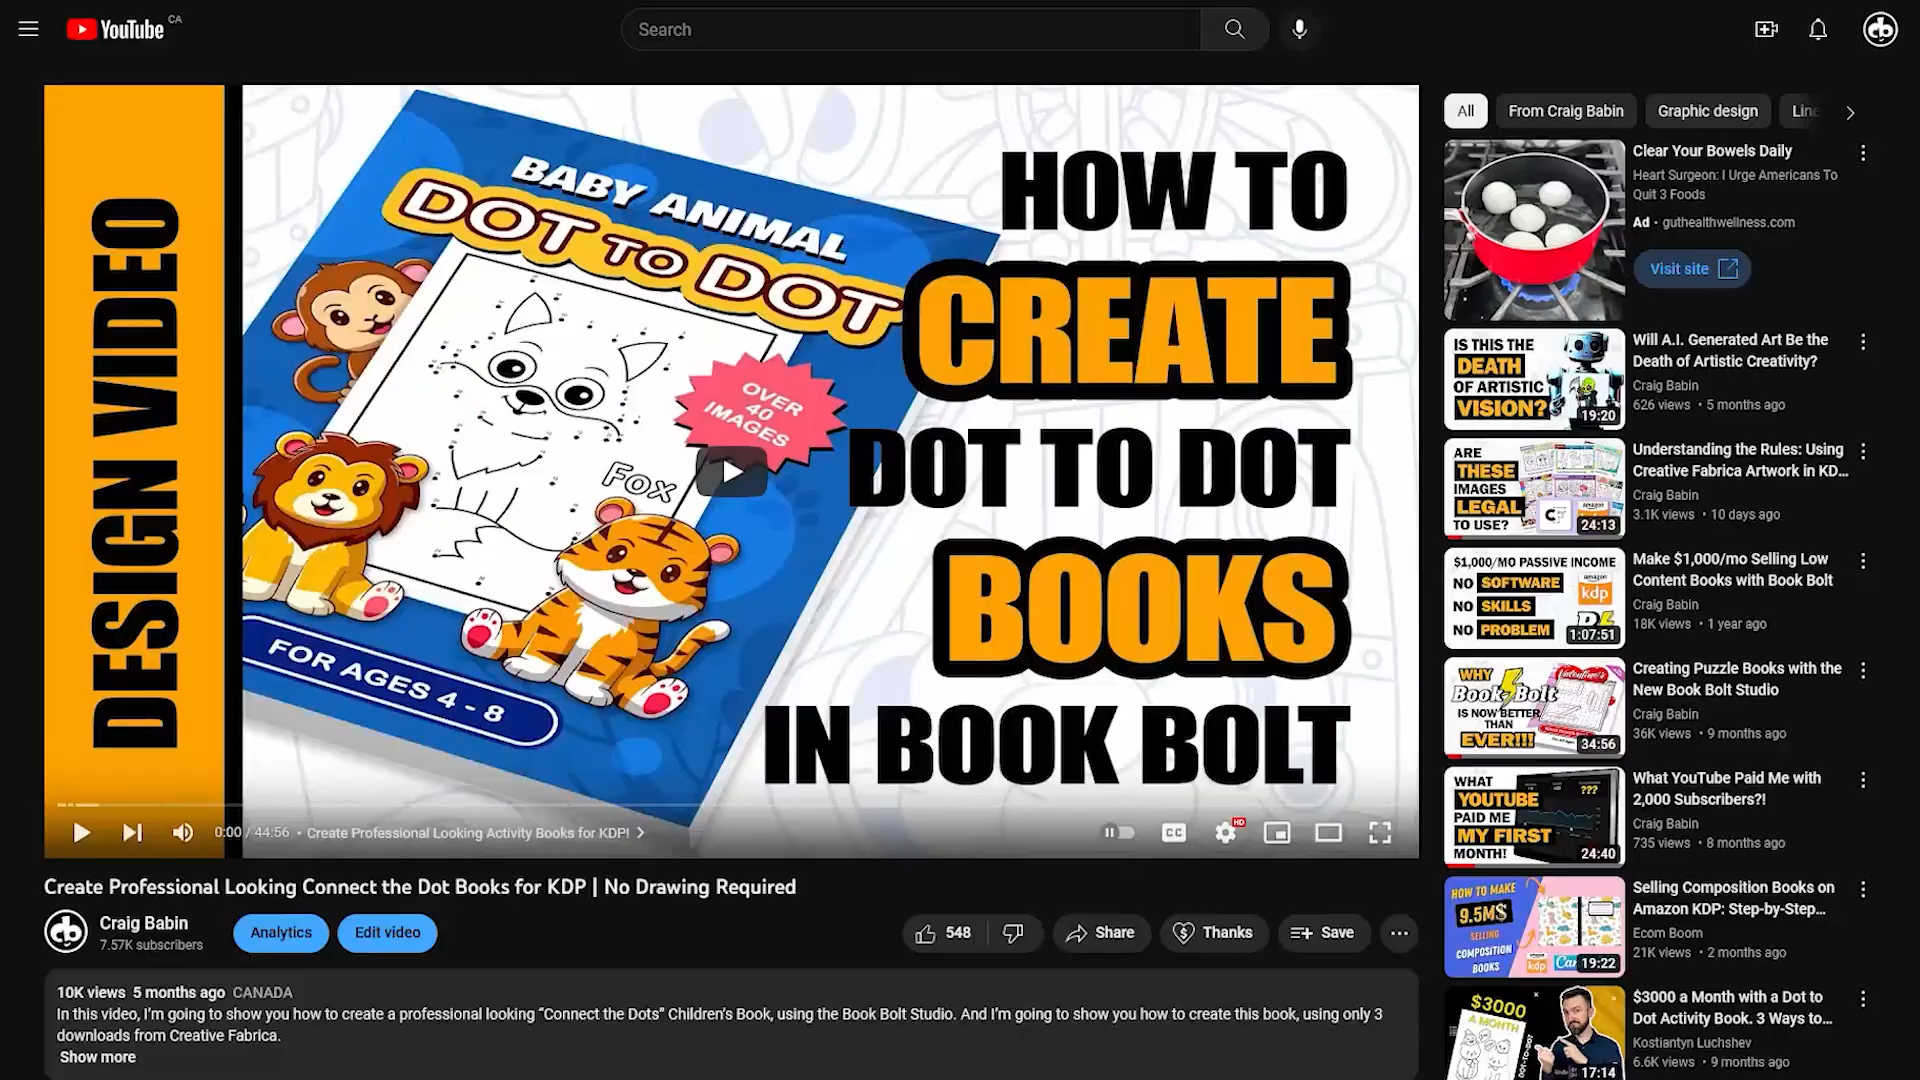 YouTube CA
Search
DESIGN VIDEO
BABY ANIMAL
DOT TO DOT
OVER
40
IMAGES
FOX
FOR AGES 4 - 8
HOW TO
CREATE
DOT TO DOT
BOOKS
IN BOOK BOLT
0:00 / 44:56 • Create Professional Looking Activity Books for KDP!
CC
HD
Create Professional Looking Connect the Dot Books for KDP | No Drawing Required
Craig Babin
7.57K subscribers
Analytics
Edit video
548
Share
Thanks
Save
10K views 5 months ago CANADA
In this video, I'm going to show you how to create a professional looking “Connect the Dots” Children's Book, using the Book Bolt Studio. And I'm going to show you how to create this book, using only 3
downloads from Creative Fabrica.
Show more
All
From Craig Babin
Graphic design
Clear Your Bowels Daily
Heart Surgeon: I Urge Americans To
Quit 3 Foods
Ad • guthealthwellness.com
Visit site
IS THIS THE
DEATH
OF ARTISTIC
VISION?
19:20
Will A.I. Generated Art Be the
Death of Artistic Creativity?
Craig Babin
626 views • 5 months ago
ARE
THESE
IMAGES
LEGAL
TO USE?
24:13
Understanding the Rules: Using
Creative Fabrica Artwork in KD...
Craig Babin
3.1K views • 10 days ago
$1,000/MO PASSIVE INCOME
NO SOFTWARE
NO SKILLS
NO PROBLEM
amazon
kdp
1:07:51
Make $1,000/mo Selling Low
Content Books with Book Bolt
Craig Babin
18K views • 1 year ago
WHY
Book Bolt
IS NOW BETTER
THAN
EVER!!!
34:56
Creating Puzzle Books with the
New Book Bolt Studio
Craig Babin
36K views • 9 months ago
WHAT
YOUTUBE
PAID ME
MY FIRST
MONTH!
???
24:40
What YouTube Paid Me with
2,000 Subscribers?!
Craig Babin
735 views • 8 months ago
HOW TO MAKE
9.5M$
SELLING
COMPOSITION
BOOKS
kdp
19:22
Selling Composition Books on
Amazon KDP: Step-by-Step...
Ecom Boom
21K views • 2 months ago
$3000
A MONTH
DOT-TO-DOT
17:14
$3000 a Month with a Dot to
Dot Activity Book. 3 Ways to...
Kostiantyn Luchshev
6.6K views • 9 months ago